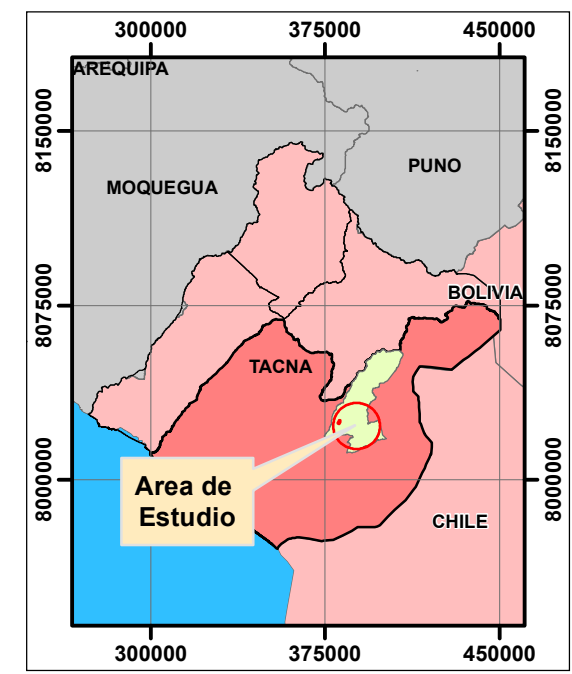 300000 375000 450000
AREQUIPA
8150000 8150000
PUNO
MOQUEGUA
BOLIVIA
8075000 8075000
TACNA
Area de
Estudio
8000000 8000000
CHILE
300000 375000 450000